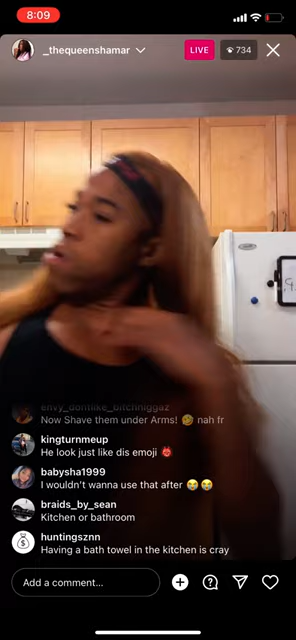 8:09
_thequeenshamar
LIVE
734
envy_dontlike_bitchniggaz
Now Shave them under Arms! 🤣 nah fr
kingturnmeup
He look just like dis emoji 👹
babysha1999
I wouldn't wanna use that after 😭😭
braids_by_sean
Kitchen or bathroom
huntingsznn
Having a bath towel in the kitchen is cray
Add a comment...